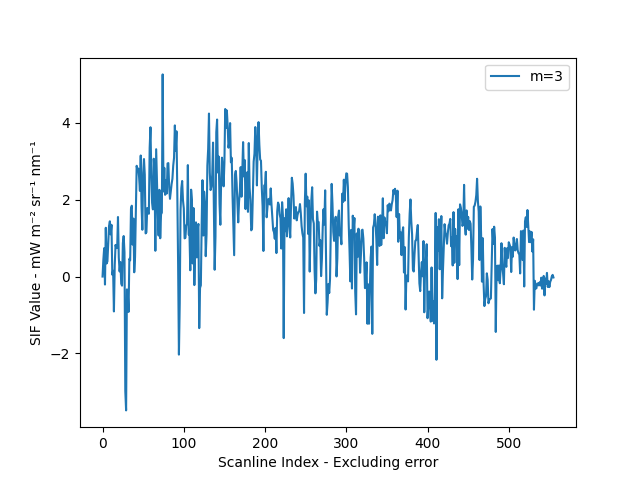 m=3
4
2
0
−2
SIF Value - mW m⁻² sr⁻¹ nm⁻¹
0 100 200 300 400 500
Scanline Index - Excluding error